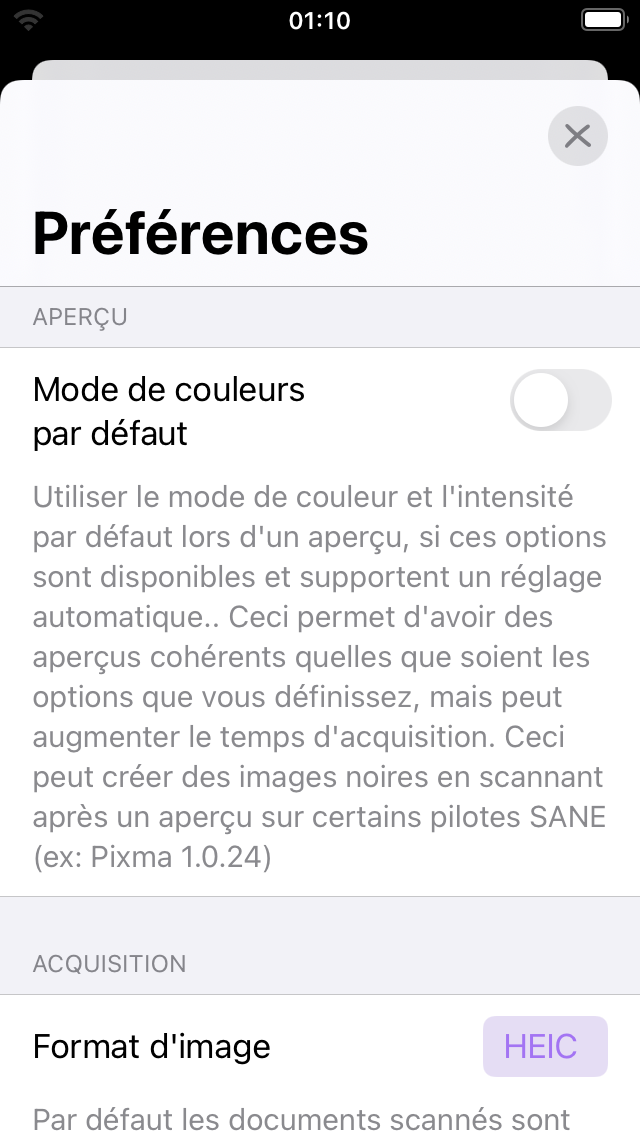 01:10
Préférences
APERÇU
Mode de couleurs
par défaut
Utiliser le mode de couleur et l'intensité
par défaut lors d'un aperçu, si ces options
sont disponibles et supportent un réglage
automatique.. Ceci permet d'avoir des
aperçus cohérents quelles que soient les
options que vous définissez, mais peut
augmenter le temps d'acquisition. Ceci
peut créer des images noires en scannant
après un aperçu sur certains pilotes SANE
(ex: Pixma 1.0.24)
ACQUISITION
Format d'image
HEIC
Par défaut les documents scannés sont